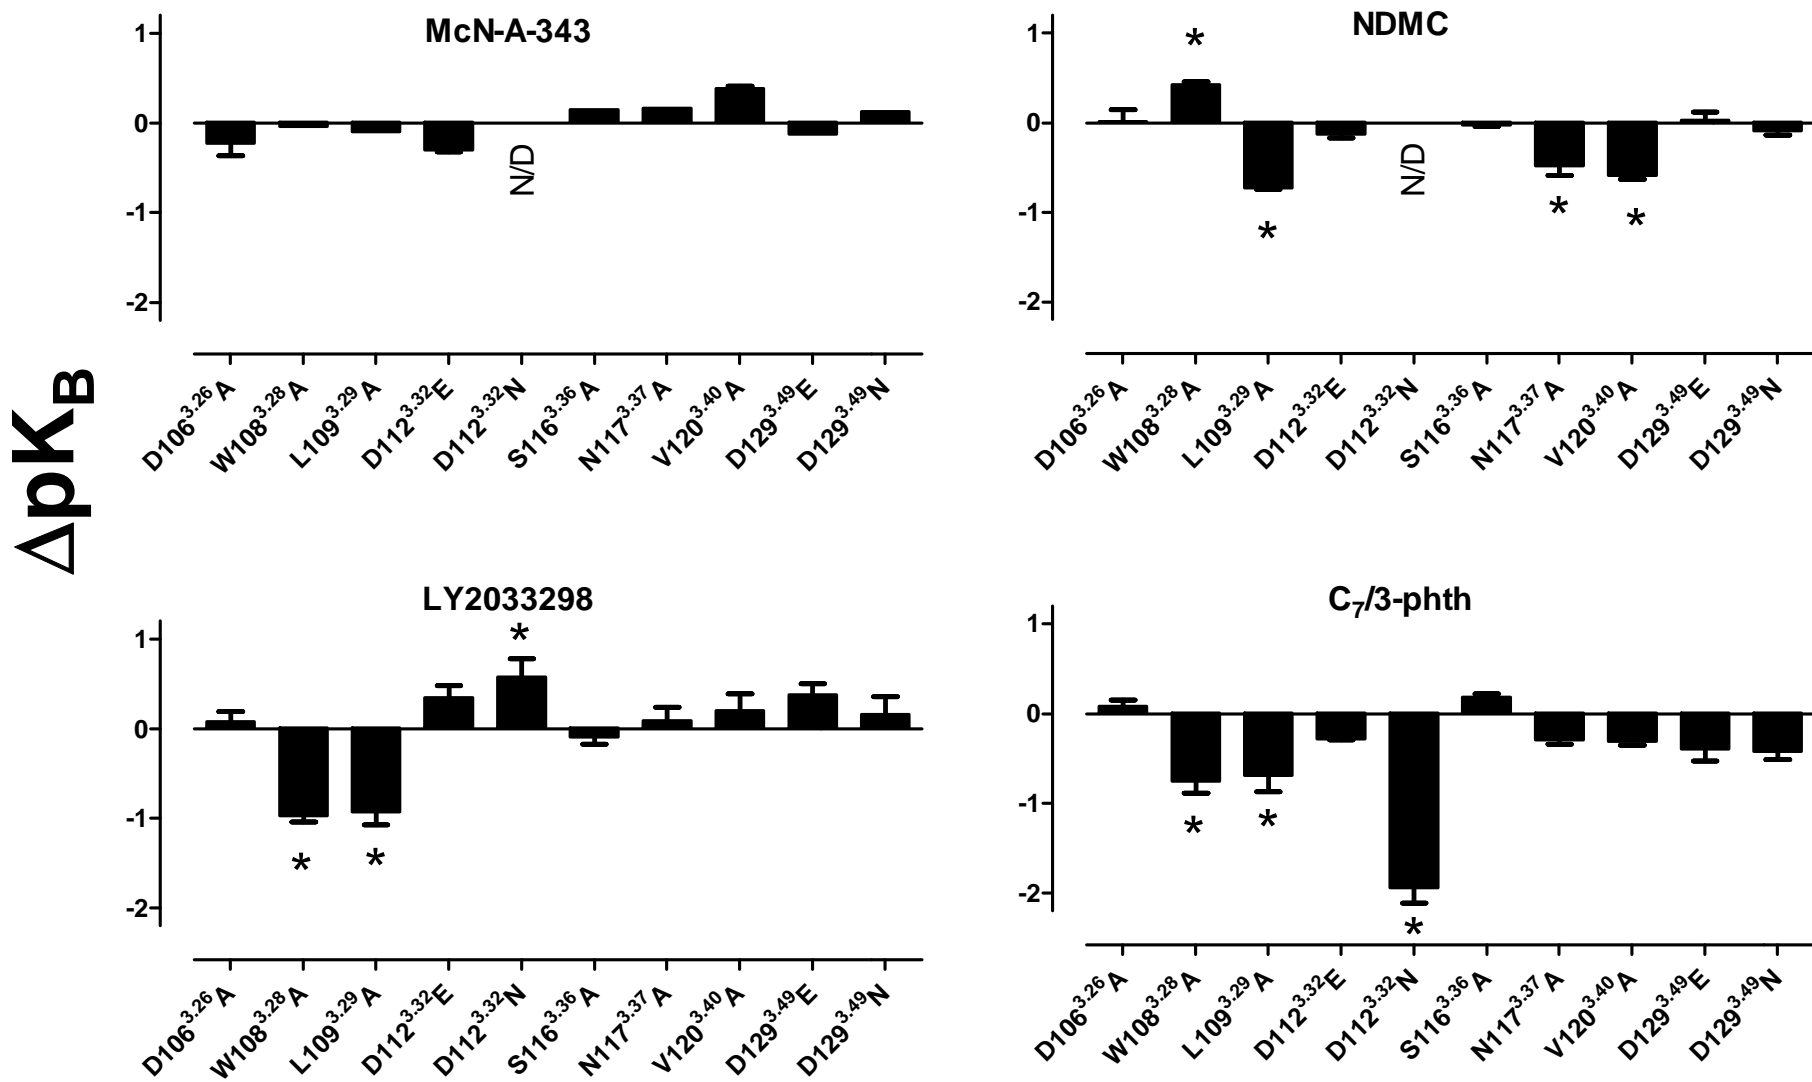 ΔpK_B
McN-A-343
1
0
-1
-2
N/D
D106^3.26A
W108^3.28A
L109^3.29A
D112^3.32E
D112^3.32N
S116^3.36A
N117^3.37A
V120^3.40A
D129^3.49E
D129^3.49N
NDMC
1
0
-1
-2
*
*
N/D
*
*
D106^3.26A
W108^3.28A
L109^3.29A
D112^3.32E
D112^3.32N
S116^3.36A
N117^3.37A
V120^3.40A
D129^3.49E
D129^3.49N
LY2033298
1
0
-1
-2
*
*
*
D106^3.26A
W108^3.28A
L109^3.29A
D112^3.32E
D112^3.32N
S116^3.36A
N117^3.37A
V120^3.40A
D129^3.49E
D129^3.49N
C₇/3-phth
1
0
-1
-2
*
*
*
D106^3.26A
W108^3.28A
L109^3.29A
D112^3.32E
D112^3.32N
S116^3.36A
N117^3.37A
V120^3.40A
D129^3.49E
D129^3.49N